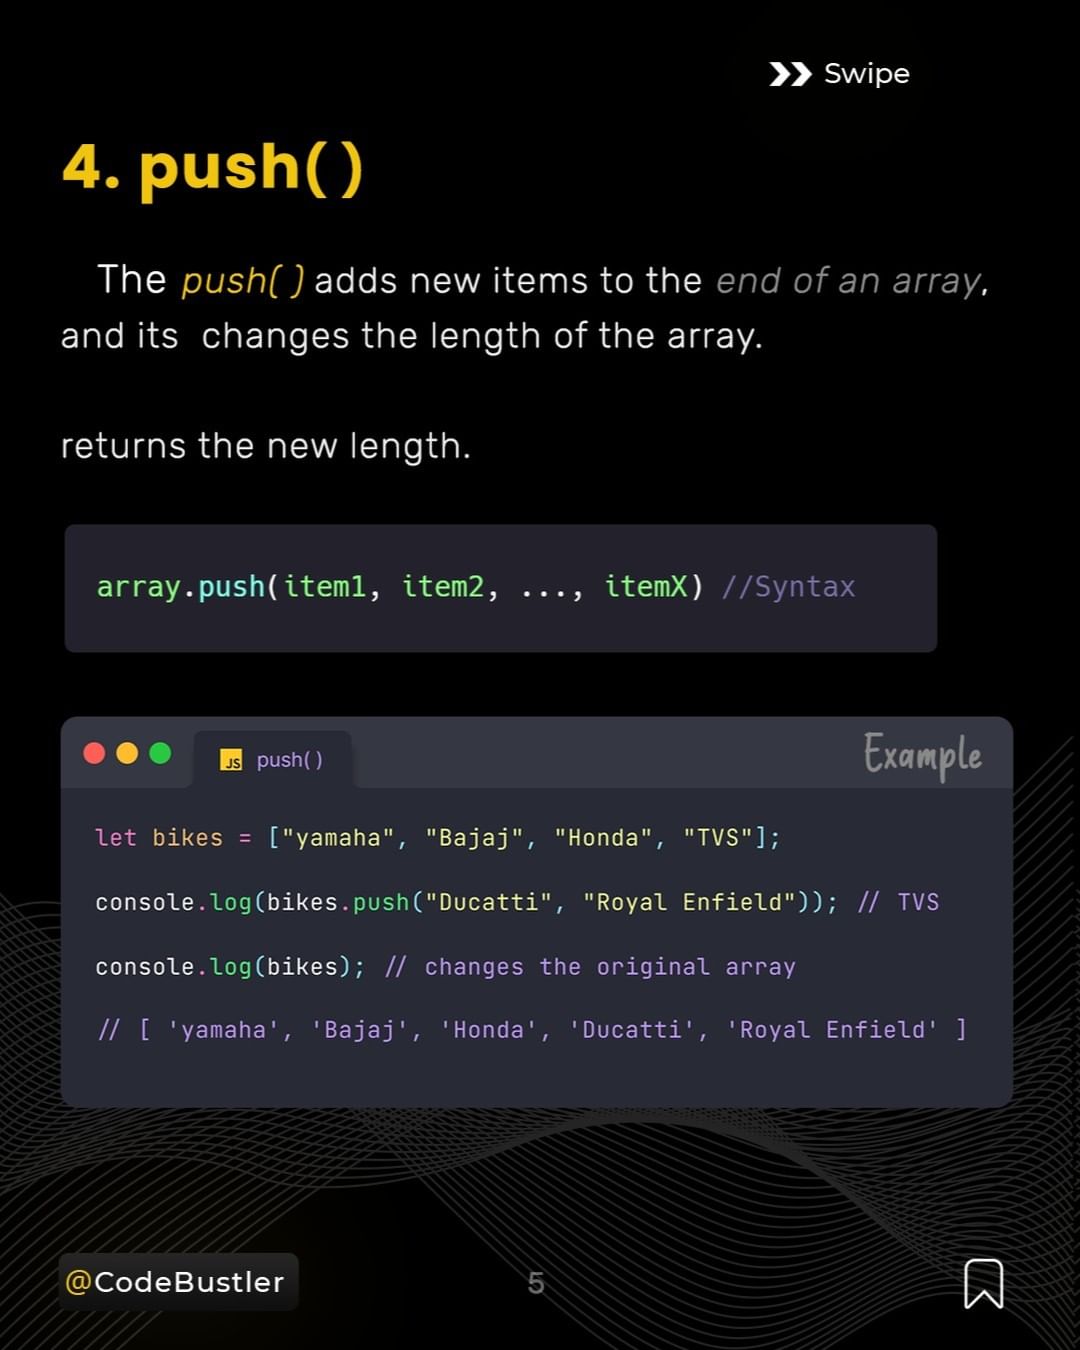 Swipe
4. push( )
The push( ) adds new items to the end of an array,
and its changes the length of the array.
returns the new length.
array.push(item1, item2, ..., itemX) //Syntax
JS push( ) Example
let bikes = ["yamaha", "Bajaj", "Honda", "TVS"];
console.log(bikes.push("Ducatti", "Royal Enfield")); // TVS
console.log(bikes); // changes the original array
// [ 'yamaha', 'Bajaj', 'Honda', 'Ducatti', 'Royal Enfield' ]
@CodeBustler 5